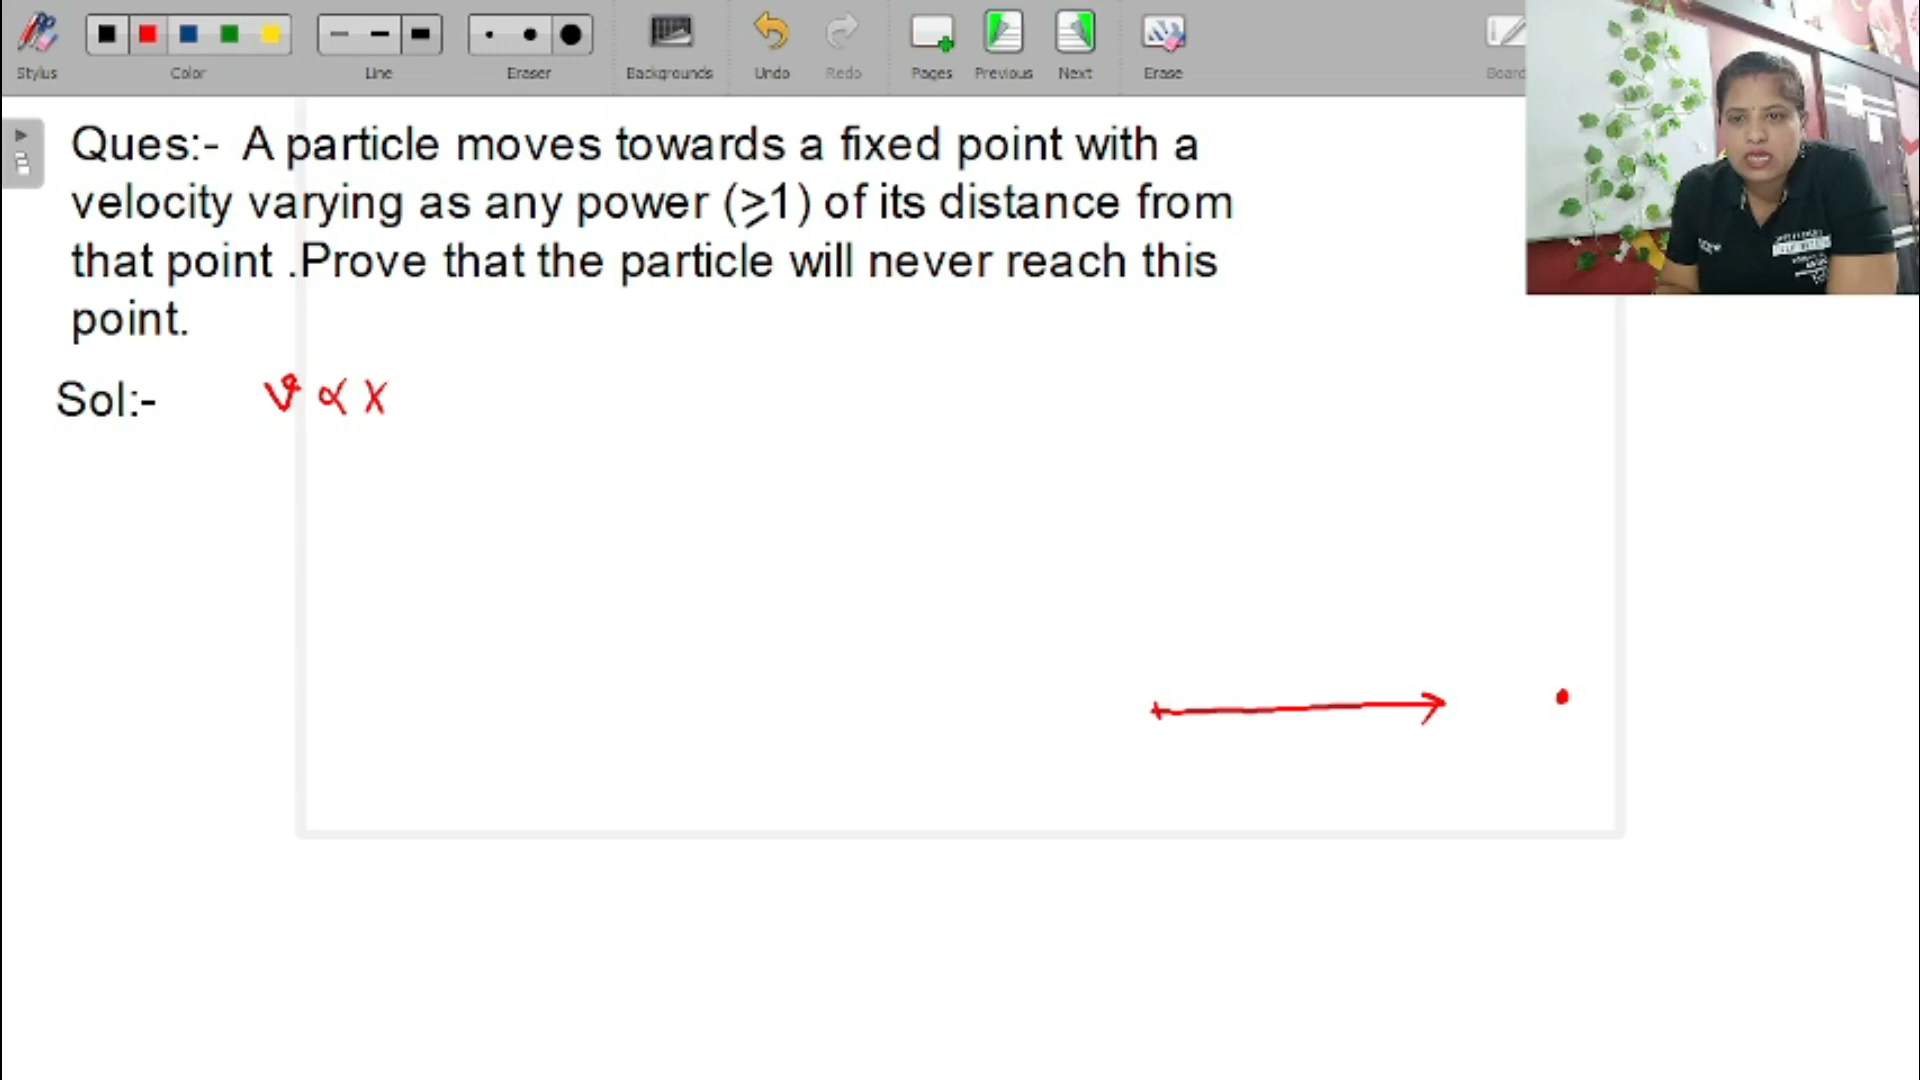 Stylus Color Line Eraser Backgrounds Undo Redo Pages Previous Next Erase Board
Ques:- A particle moves towards a fixed point with a
velocity varying as any power (≥1) of its distance from
that point .Prove that the particle will never reach this
point.
Sol:- v ∝ x